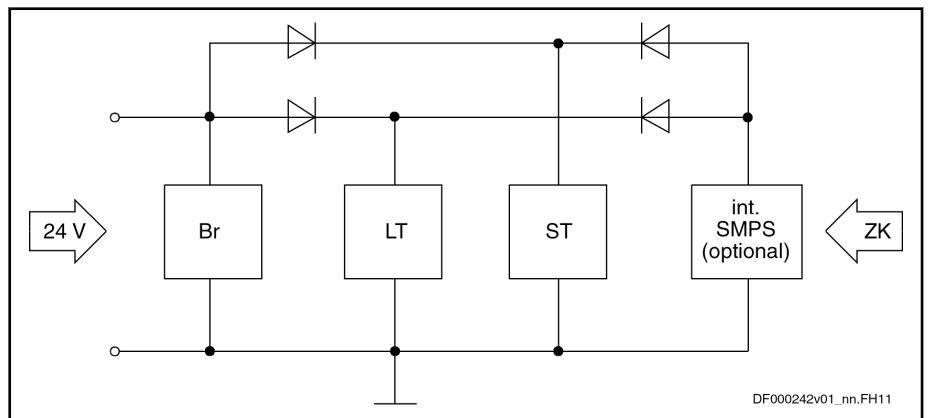 24 V
Br
LT
ST
int.
SMPS
(optional)
ZK
DF000242v01_nn.FH11